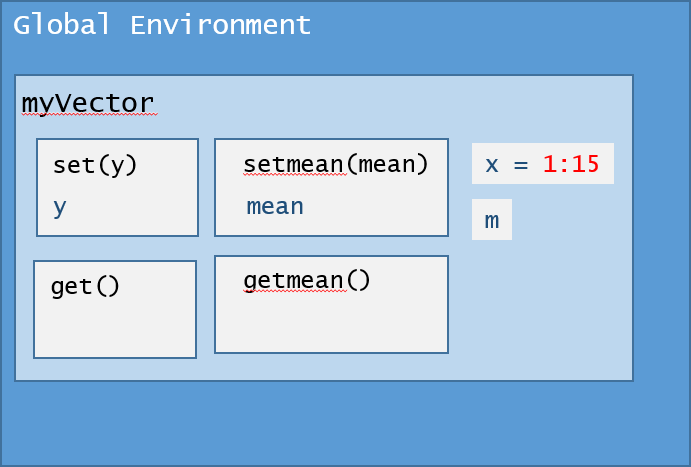 Global Environment
myVector
set(y)
y
setmean(mean)
mean
x = 1:15
m
get()
getmean()